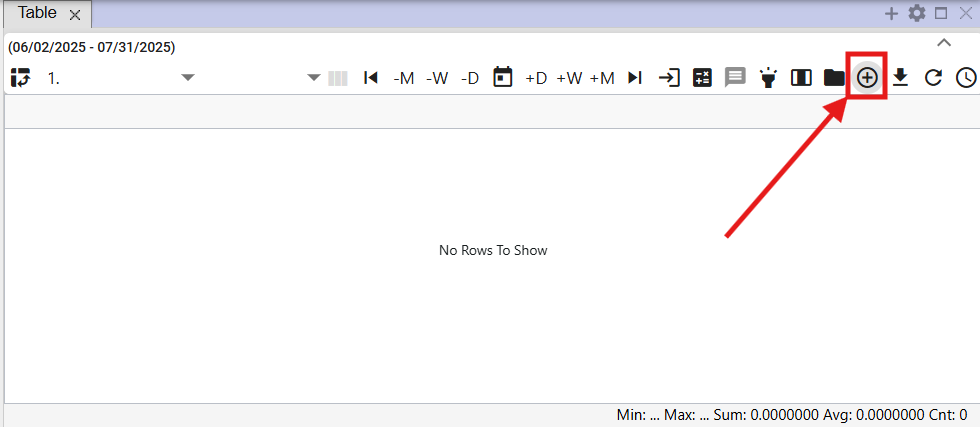 Table
(06/02/2025 - 07/31/2025)
1. -M -W -D +D +W +M
No Rows To Show
Min: ... Max: ... Sum: 0.0000000 Avg: 0.0000000 Cnt: 0